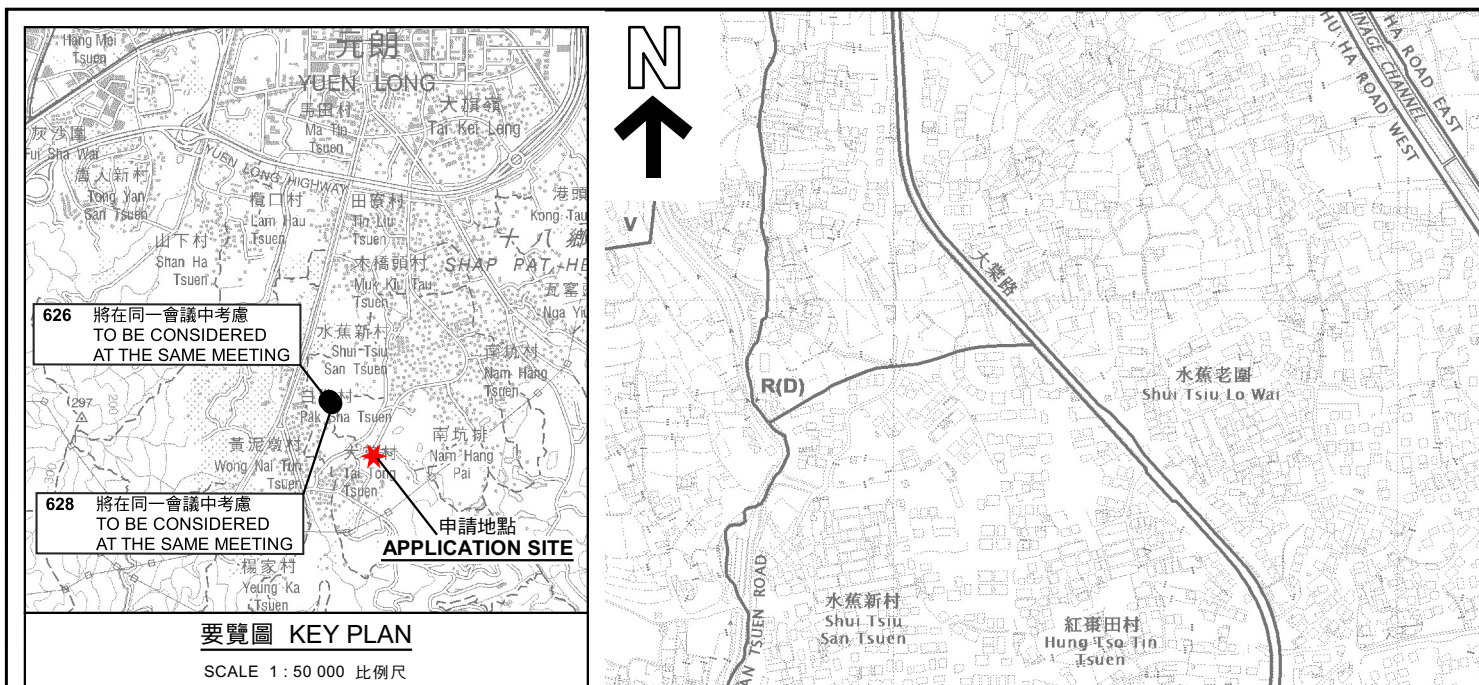 Hang Mei
Tsuen
元朗
YUEN LONG
馬田村
Ma Tin
Tsuen
大旗嶺
Tai Kei Leng
灰沙圍
Fui Sha Wai
唐人新村
Tong Yan
San Tsuen
YUEN LONG HIGHWAY
欖口村
Lam Hau
Tsuen
田寮村
Tin Liu
Tsuen
港頭
Kong Tau
山下村
Shan Ha
Tsuen
十八鄉
SHAP PAT HE
木橋頭村
Muk Kiu Tau
Tsuen
瓦窰
Nga Yiu
626 將在同一會議中考慮
TO BE CONSIDERED
AT THE SAME MEETING
水蕉新村
Shui Tsiu
San Tsuen
南坑村
Nam Hang
Tsuen
297
200
Pak Sha Tsuen
黃泥墩村
Wong Nai Tun
Tsuen
Tai Tong
Tsuen
南坑排
Nam Hang
Pai
628 將在同一會議中考慮
TO BE CONSIDERED
AT THE SAME MEETING
申請地點
APPLICATION SITE
楊家村
Yeung Ka
Tsuen
要覽圖 KEY PLAN
SCALE 1 : 50 000 比例尺
N
V
HA ROAD EAST
INAGE CHANNEL
HU HA ROAD WEST
大棠路
R(D)
水蕉老圍
Shui Tsiu Lo Wai
水蕉新村
Shui Tsiu
San Tsuen
紅棗田村
Hung Tso Tin
Tsuen
AN TSUEN ROAD